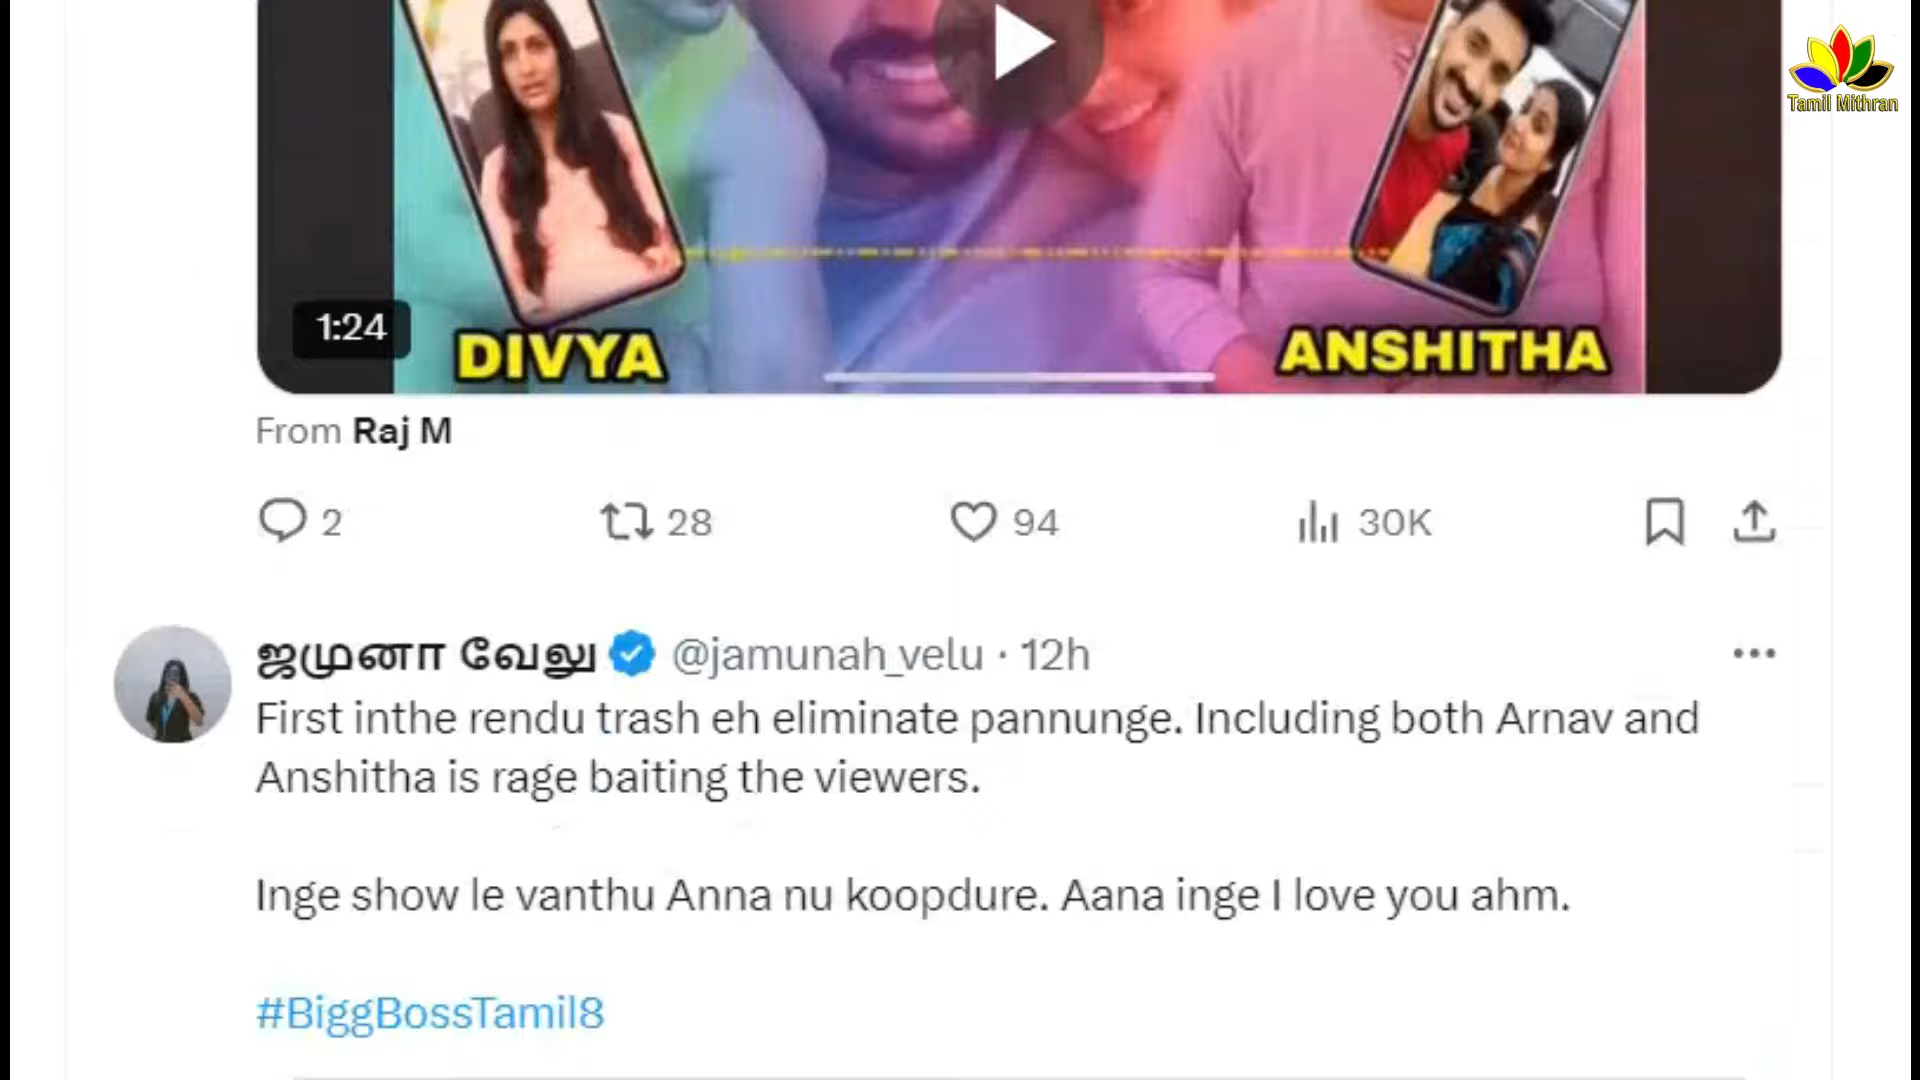 Tamil Mithran
1:24
DIVYA
ANSHITHA
From Raj M
2 28 94 30K
ஜமுனா வேலு @jamunah_velu · 12h
First inthe rendu trash eh eliminate pannunge. Including both Arnav and
Anshitha is rage baiting the viewers.
Inge show le vanthu Anna nu koopdure. Aana inge I love you ahm.
#BiggBossTamil8